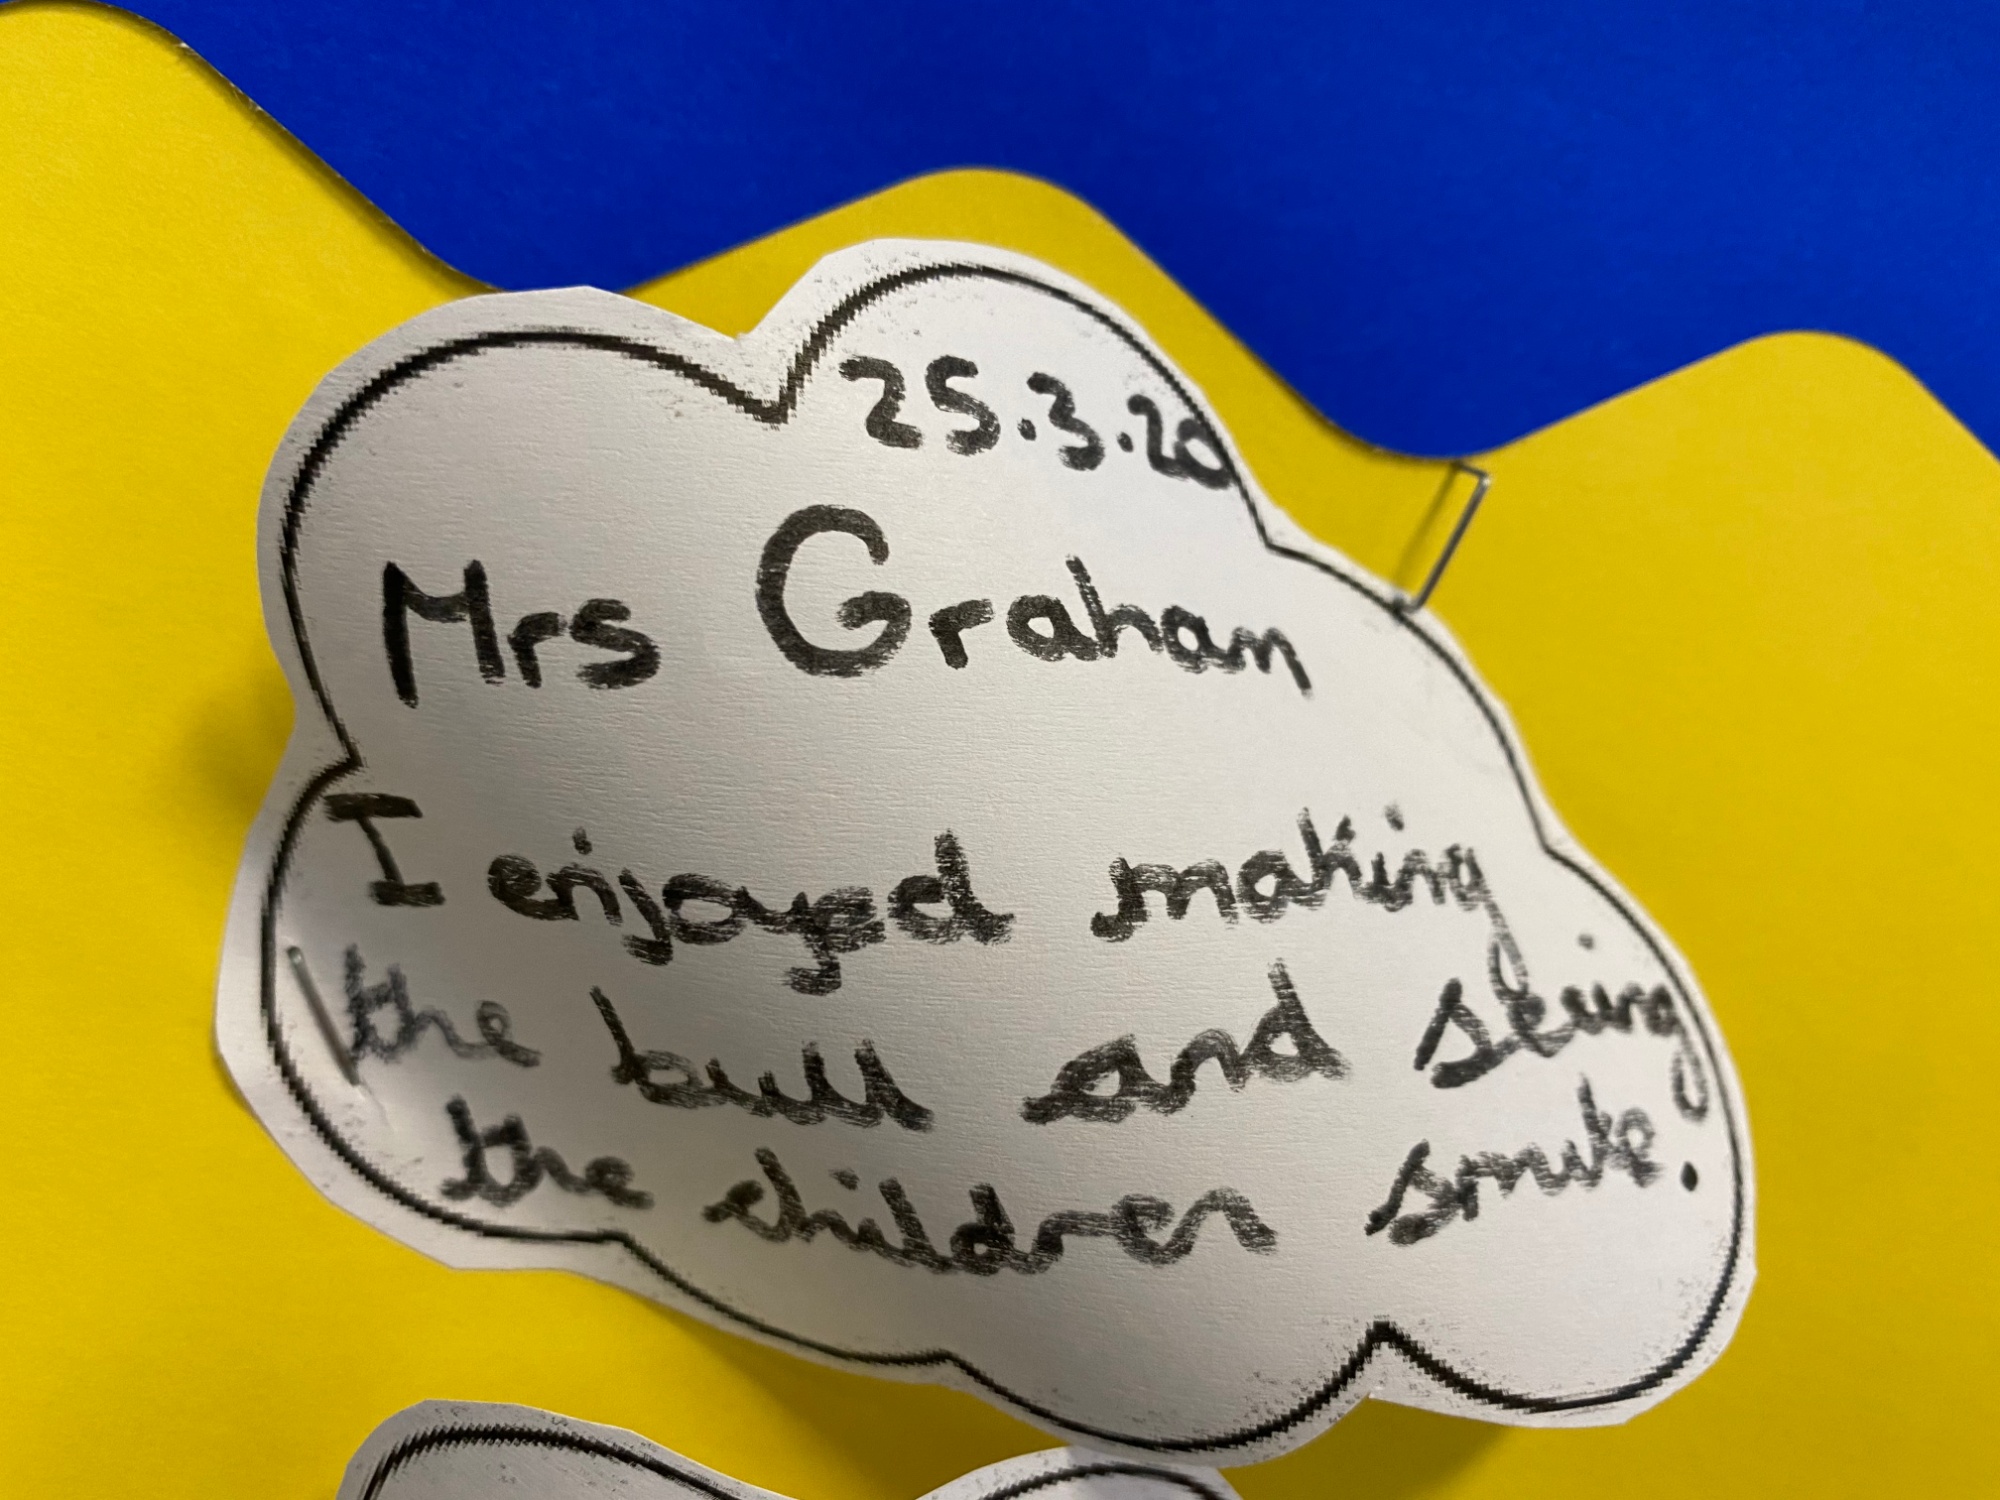 25.3.20
Mrs Graham
I enjoyed making
the bull and seeing
the children smile.